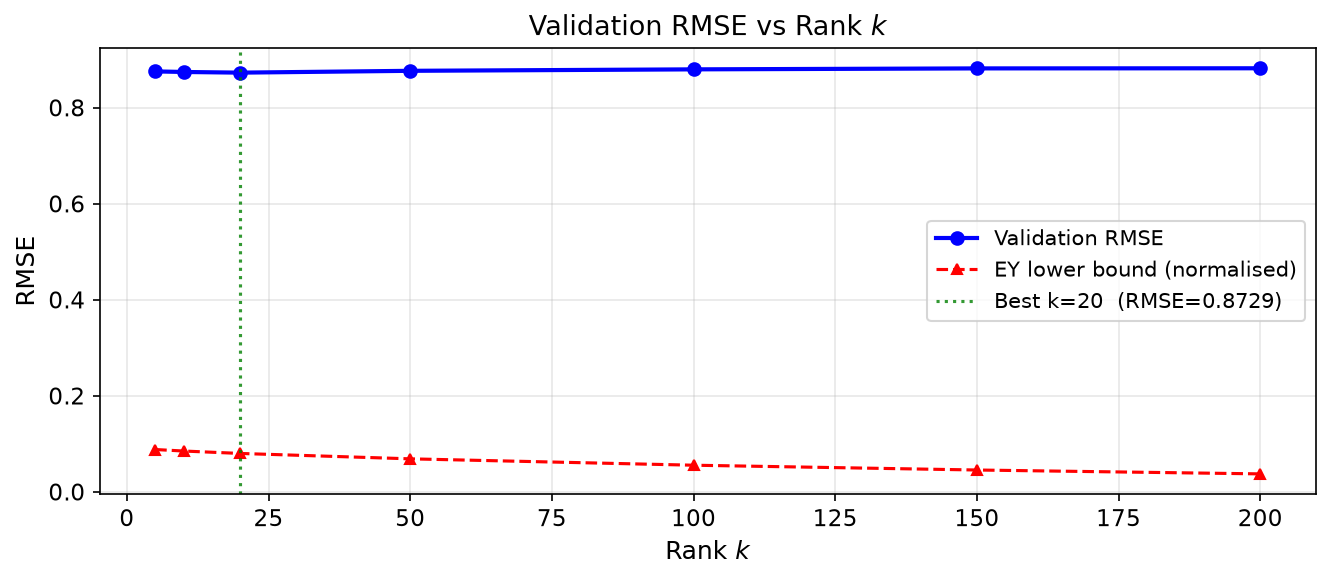 Validation RMSE vs Rank k
RMSE
0.8
0.6
0.4
0.2
0.0
Validation RMSE
EY lower bound (normalised)
Best k=20 (RMSE=0.8729)
0 25 50 75 100 125 150 175 200
Rank k